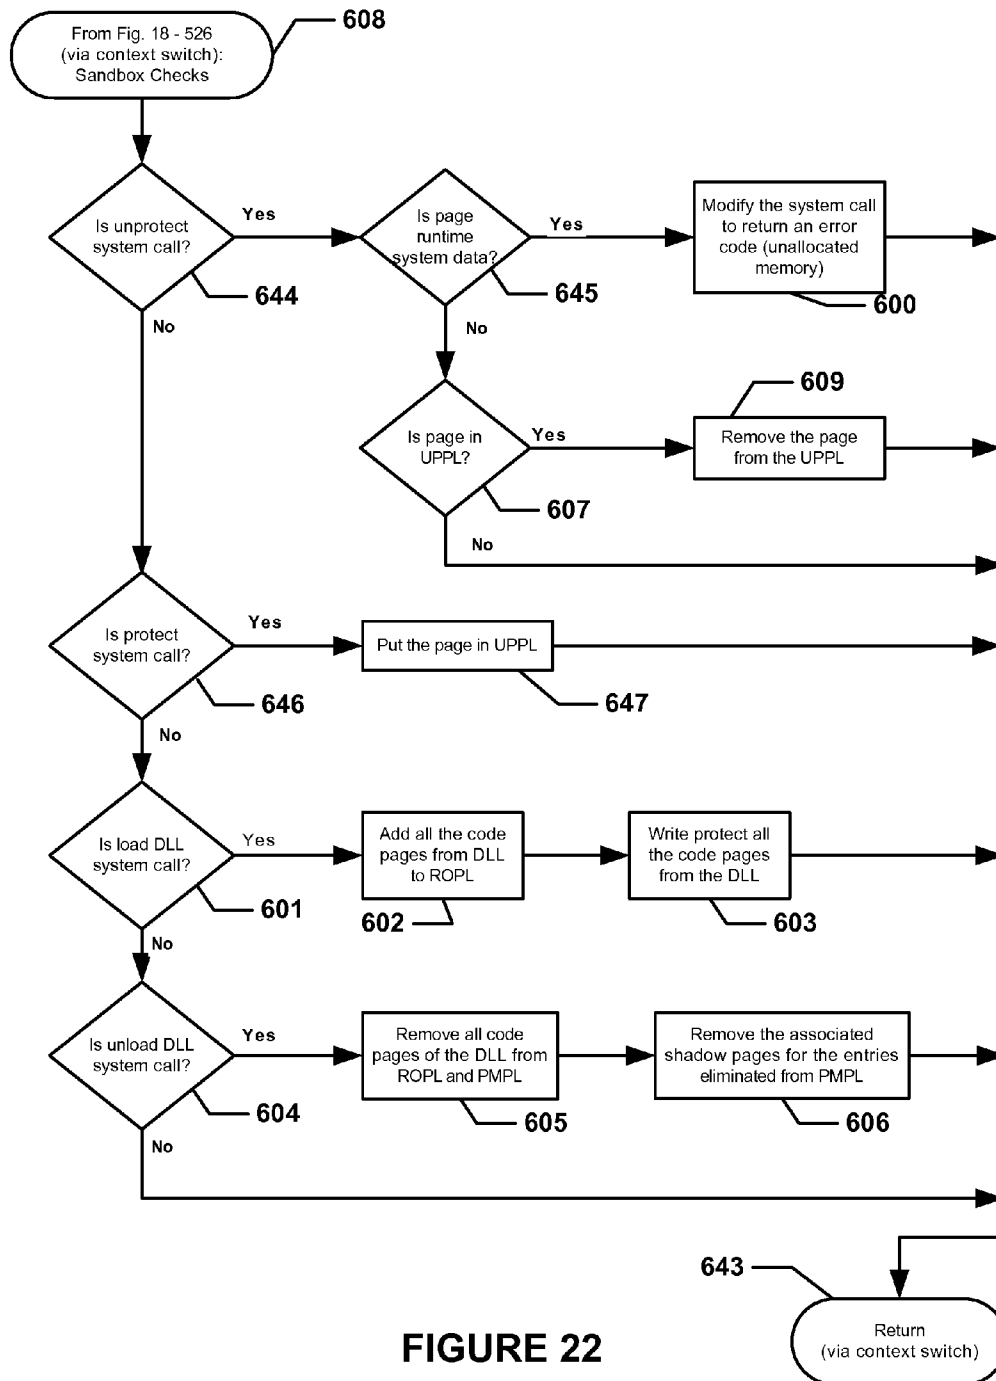 From Fig. 18 - 526
(via context switch):
Sandbox Checks
608
Is unprotect
system call?
Yes
644
No
Is page
runtime
system data?
Yes
645
No
Modify the system call
to return an error
code (unallocated
memory)
600
Is page in
UPPL?
Yes
607
No
609
Remove the page
from the UPPL
Is protect
system call?
Yes
646
No
Put the page in UPPL
647
Is load DLL
system call?
Yes
601
No
Add all the code
pages from DLL
to ROPL
602
Write protect all
the code pages
from the DLL
603
Is unload DLL
system call?
Yes
604
No
Remove all code
pages of the DLL from
ROPL and PMPL
605
Remove the associated
shadow pages for the entries
eliminated from PMPL
606
643
Return
(via context switch)
FIGURE 22